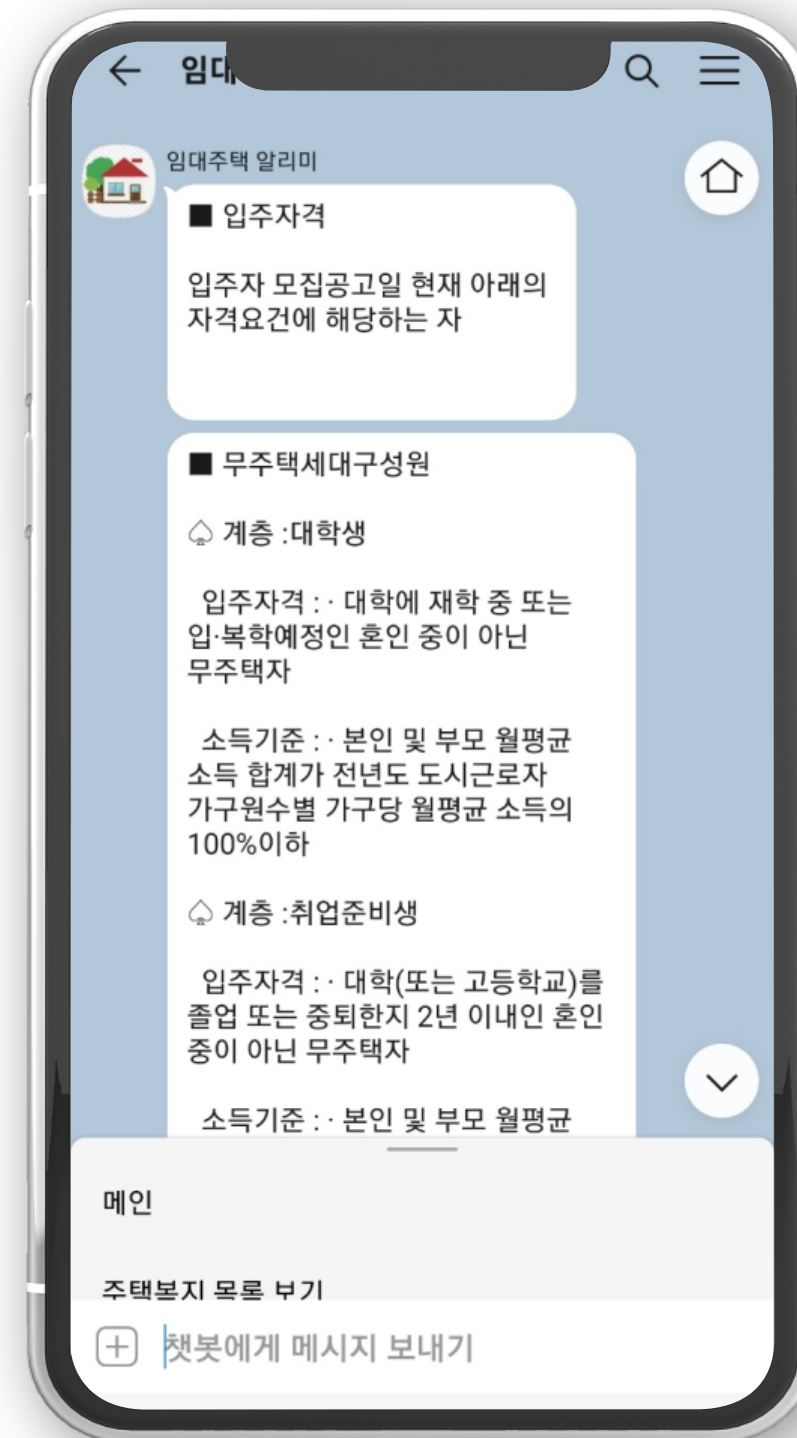 임대
임대주택 알리미
■ 입주자격
입주자 모집공고일 현재 아래의
자격요건에 해당하는 자
■ 무주택세대구성원
♤ 계층 :대학생
입주자격 : · 대학에 재학 중 또는
입·복학예정인 혼인 중이 아닌
무주택자
소득기준 : · 본인 및 부모 월평균
소득 합계가 전년도 도시근로자
가구원수별 가구당 월평균 소득의
100%이하
♤ 계층 :취업준비생
입주자격 : · 대학(또는 고등학교)를
졸업 또는 중퇴한지 2년 이내인 혼인
중이 아닌 무주택자
소득기준 : · 본인 및 부모 월평균
메인
주택복지 목록 보기
챗봇에게 메시지 보내기